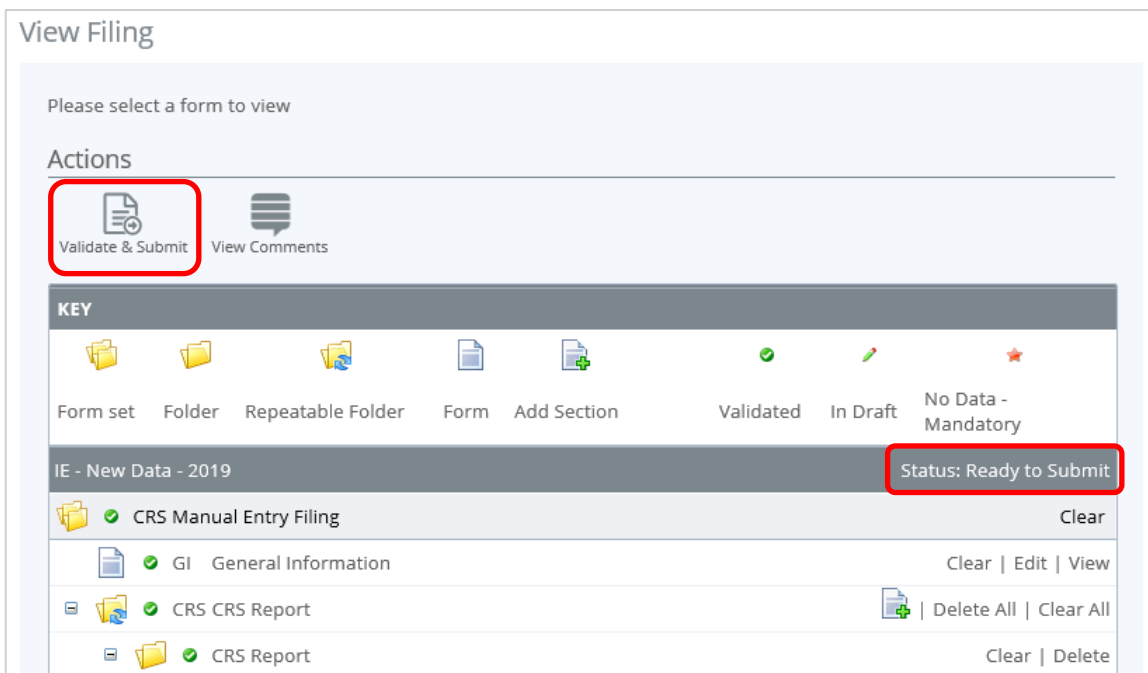 View Filing
Please select a form to view
Actions
Validate & Submit View Comments
KEY
Form set Folder Repeatable Folder Form Add Section Validated In Draft No Data -
Mandatory
IE - New Data - 2019 Status: Ready to Submit
CRS Manual Entry Filing Clear
GI General Information Clear | Edit | View
CRS CRS Report | Delete All | Clear All
CRS Report Clear | Delete